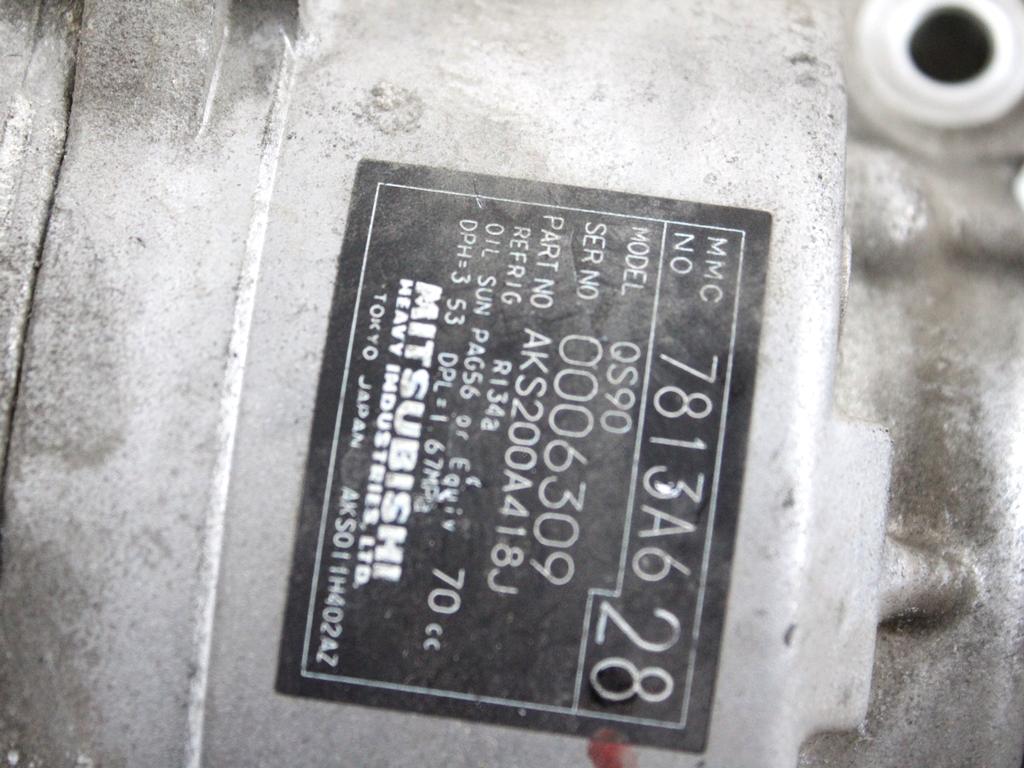 MMC
NO 7813A628
MODEL QS90
SER NO 0006309
PART NO AKS200A418J
REFRIG R134a
OIL SUN PAG56 or Equiv 70cc
DPH=3.53 DPL=1.67MPa
MITSUBISHI
HEAVY INDUSTRIES, LTD.
TOKYO JAPAN AKS011H402AZ